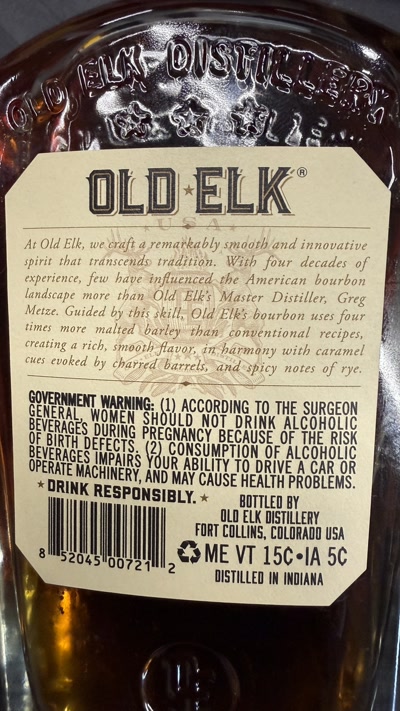 OLD ELK DISTILLERY
OLD ★ ELK®
U S A
At Old Elk, we craft a remarkably smooth and innovative
spirit that transcends tradition. With four decades of
experience, few have influenced the American bourbon
landscape more than Old Elk's Master Distiller, Greg
Metze. Guided by this skill, Old Elk's bourbon uses four
times more malted barley than conventional recipes,
creating a rich, smooth flavor, in harmony with caramel
cues evoked by charred barrels, and spicy notes of rye.
GOVERNMENT WARNING: (1) ACCORDING TO THE SURGEON
GENERAL, WOMEN SHOULD NOT DRINK ALCOHOLIC
BEVERAGES DURING PREGNANCY BECAUSE OF THE RISK
OF BIRTH DEFECTS. (2) CONSUMPTION OF ALCOHOLIC
BEVERAGES IMPAIRS YOUR ABILITY TO DRIVE A CAR OR
OPERATE MACHINERY, AND MAY CAUSE HEALTH PROBLEMS.
★ DRINK RESPONSIBLY. ★
BOTTLED BY
OLD ELK DISTILLERY
FORT COLLINS, COLORADO USA
ME VT 15¢•IA 5¢
DISTILLED IN INDIANA
8 52045 00721 2